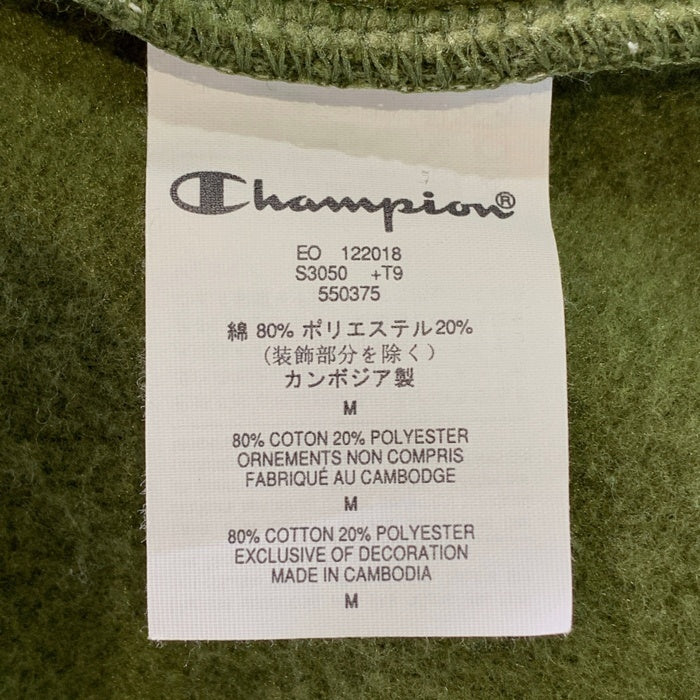 Champion®
EO 122018
S3050 +T9
550375
綿 80% ポリエステル20%
(装飾部分を除く)
カンボジア製
M
80% COTON 20% POLYESTER
ORNEMENTS NON COMPRIS
FABRIQUÉ AU CAMBODGE
M
80% COTTON 20% POLYESTER
EXCLUSIVE OF DECORATION
MADE IN CAMBODIA
M